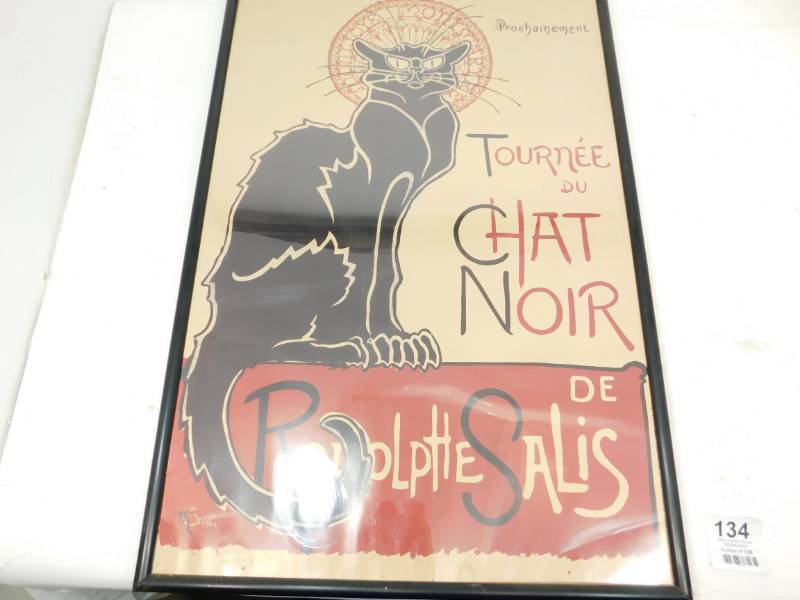 Prochainement
TOURNÉE
DU
CHAT
NOIR
DE
RODOLPHE SALIS
134